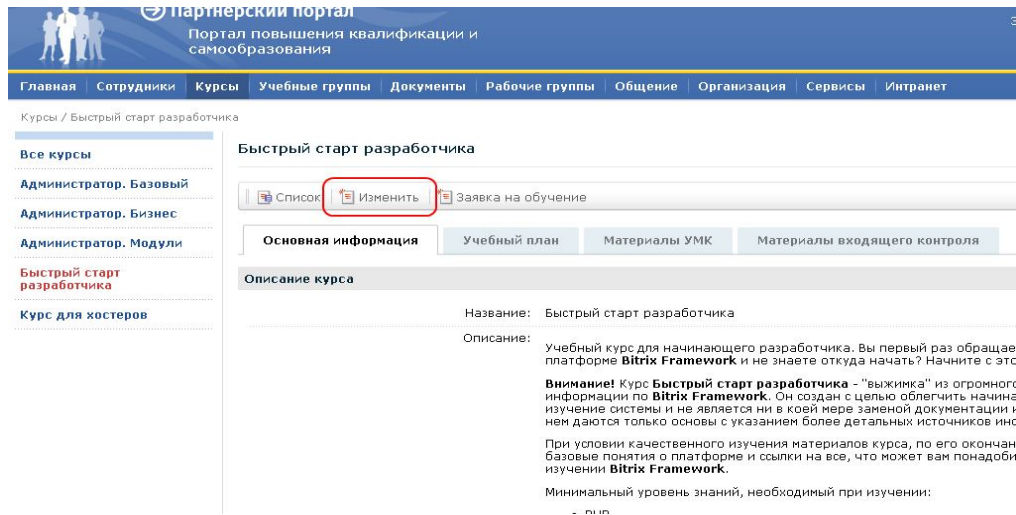 Партнерский портал
Портал повышения квалификации и
самообразования
Главная Сотрудники Курсы Учебные группы Документы Рабочие группы Общение Организация Сервисы Интранет
Курсы / Быстрый старт разработчика
Все курсы
Администратор. Базовый
Администратор. Бизнес
Администратор. Модули
Быстрый старт
разработчика
Курс для хостеров
Быстрый старт разработчика
Список Изменить Заявка на обучение
Основная информация Учебный план Материалы УМК Материалы входящего контроля
Описание курса
Название: Быстрый старт разработчика
Описание:
Учебный курс для начинающего разработчика. Вы первый раз обращае
платформе Bitrix Framework и не знаете откуда начать? Начните с это
Внимание! Курс Быстрый старт разработчика - "выжимка" из огромного
информации по Bitrix Framework. Он создан с целью облегчить начина
изучение системы и не является ни в коей мере заменой документации и
нем даются только основы с указанием более детальных источников инс
При условии качественного изучения материалов курса, по его окончан
базовые понятия о платформе и ссылки на все, что может вам понадоби
изучении Bitrix Framework.
Минимальный уровень знаний, необходимый при изучении:
• PHP